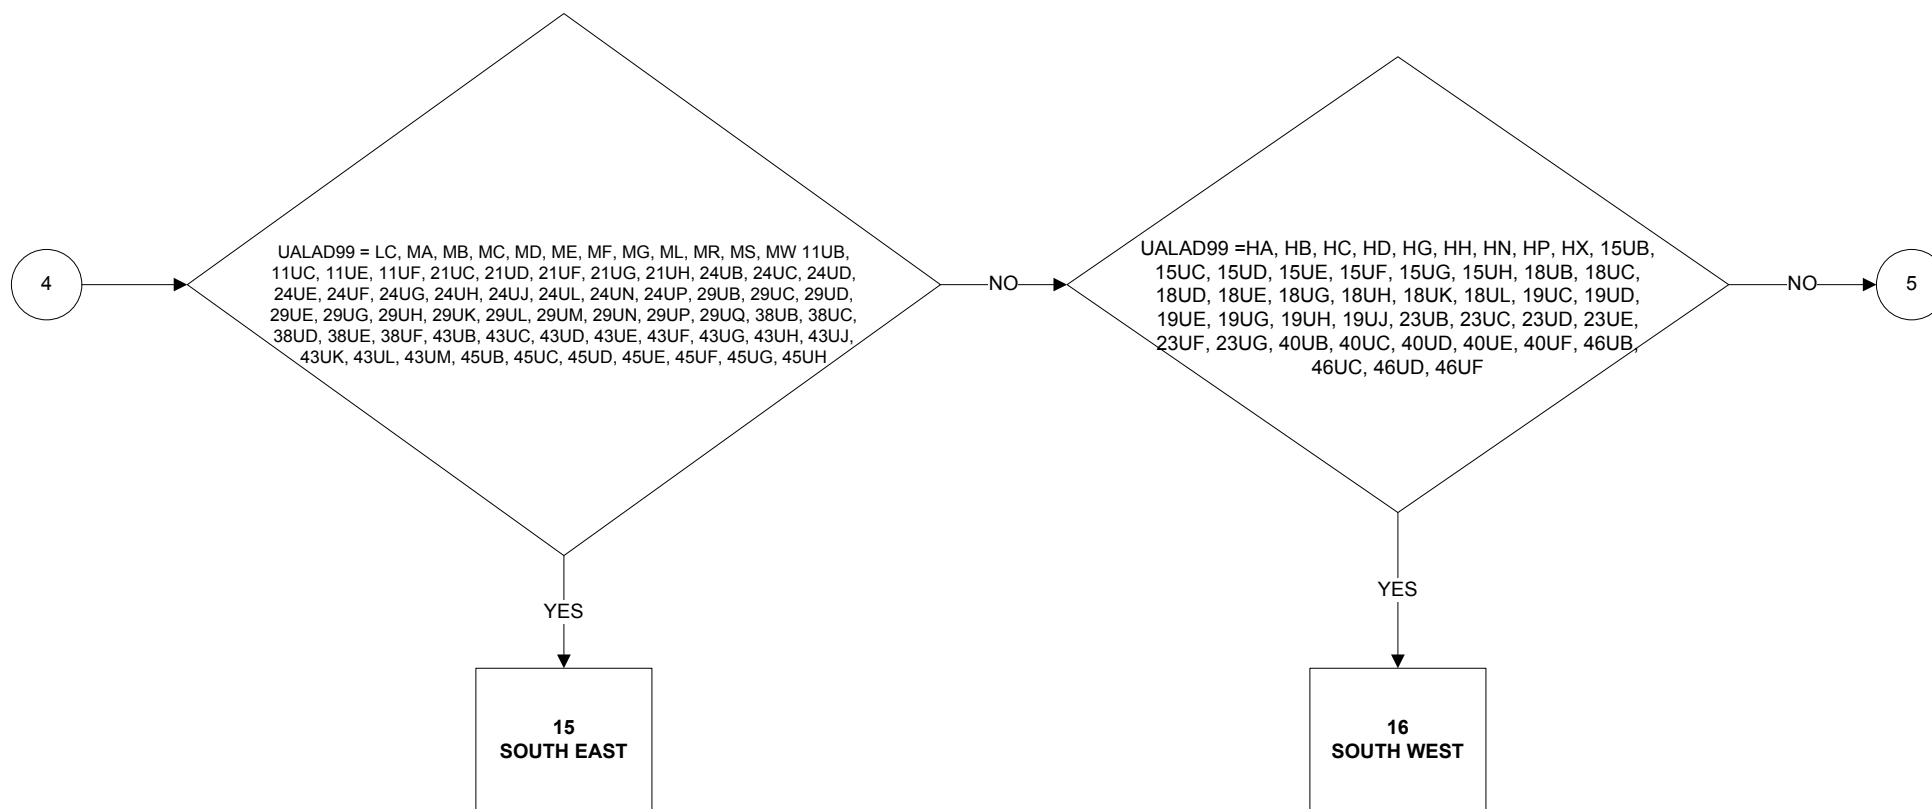 4
UALAD99 = LC, MA, MB, MC, MD, ME, MF, MG, ML, MR, MS, MW 11UB,
11UC, 11UE, 11UF, 21UC, 21UD, 21UF, 21UG, 21UH, 24UB, 24UC, 24UD,
24UE, 24UF, 24UG, 24UH, 24UJ, 24UL, 24UN, 24UP, 29UB, 29UC, 29UD,
29UE, 29UG, 29UH, 29UK, 29UL, 29UM, 29UN, 29UP, 29UQ, 38UB, 38UC,
38UD, 38UE, 38UF, 43UB, 43UC, 43UD, 43UE, 43UF, 43UG, 43UH, 43UJ,
43UK, 43UL, 43UM, 45UB, 45UC, 45UD, 45UE, 45UF, 45UG, 45UH
NO
UALAD99 =HA, HB, HC, HD, HG, HH, HN, HP, HX, 15UB,
15UC, 15UD, 15UE, 15UF, 15UG, 15UH, 18UB, 18UC,
18UD, 18UE, 18UG, 18UH, 18UK, 18UL, 19UC, 19UD,
19UE, 19UG, 19UH, 19UJ, 23UB, 23UC, 23UD, 23UE,
23UF, 23UG, 40UB, 40UC, 40UD, 40UE, 40UF, 46UB,
46UC, 46UD, 46UF
NO
5
YES
YES
15
SOUTH EAST
16
SOUTH WEST